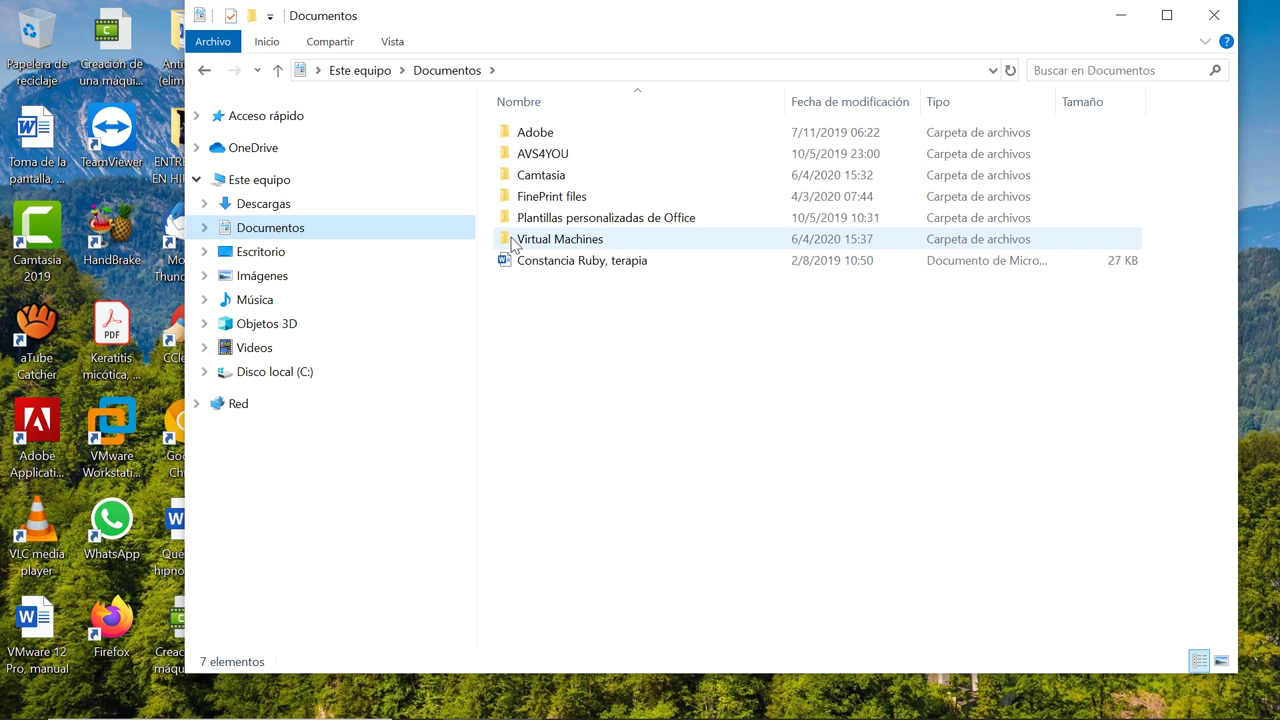 Documentos
Archivo
Inicio
Compartir
Vista
Este equipo
Documentos
Buscar en Documentos
Acceso rápido
OneDrive
Este equipo
Descargas
Documentos
Escritorio
Imágenes
Música
Objetos 3D
Videos
Disco local (C:)
Red
Nombre Fecha de modificación Tipo Tamaño
Adobe 7/11/2019 06:22 Carpeta de archivos
AVS4YOU 10/5/2019 23:00 Carpeta de archivos
Camtasia 6/4/2020 15:32 Carpeta de archivos
FinePrint files 4/3/2020 07:44 Carpeta de archivos
Plantillas personalizadas de Office 10/5/2019 10:31 Carpeta de archivos
Virtual Machines 6/4/2020 15:37 Carpeta de archivos
Constancia Ruby, terapia 2/8/2019 10:50 Documento de Micro... 27 KB
7 elementos
Papelera de
reciclaje
Creación de
una máqui...
Anti
(elim
Toma de la
pantalla, ...
TeamViewer
ENTRE
EN HI
Camtasia
2019
HandBrake
Mo
Thunc
aTube
Catcher
PDF
Keratitis
micótica, ...
CCle
Adobe
Applicati...
VMware
Workstati...
Goo
Ch
VLC media
player
WhatsApp
Que
hipno
VMware 12
Pro, manual
Firefox
Creac
máqu